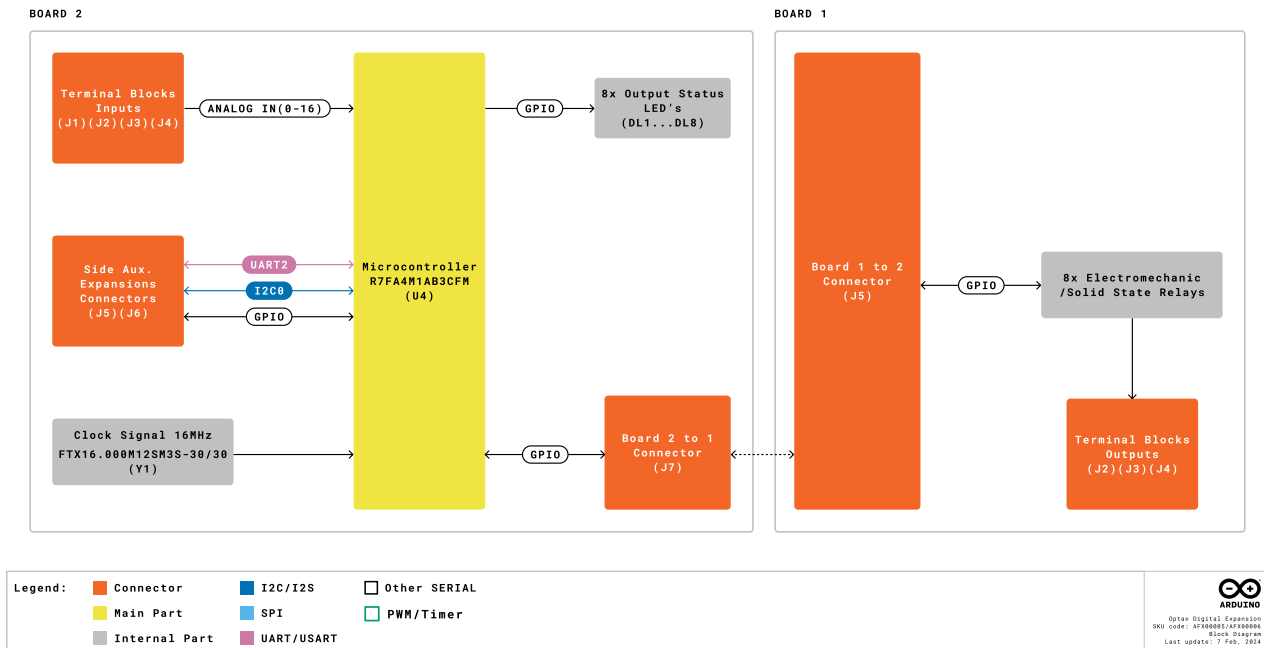 BOARD 2
BOARD 1
Terminal Blocks
Inputs
(J1)(J2)(J3)(J4)
ANALOG IN(0-16)
GPIO
8x Output Status
LED's
(DL1...DL8)
Side Aux.
Expansions
Connectors
(J5)(J6)
UART2
I2C0
GPIO
Microcontroller
R7FA4M1AB3CFM
(U4)
Board 1 to 2
Connector
(J5)
GPIO
8x Electromechanic
/Solid State Relays
Clock Signal 16MHz
FTX16.000M12SM3S-30/30
(Y1)
GPIO
Board 2 to 1
Connector
(J7)
Terminal Blocks
Outputs
(J2)(J3)(J4)
Legend:
Connector
I2C/I2S
Other SERIAL
Main Part
SPI
PWM/Timer
Internal Part
UART/USART
ARDUINO
Opta® Digital Expansion
SKU code: AFX00005/AFX00006
Block Diagram
Last update: 7 Feb, 2024